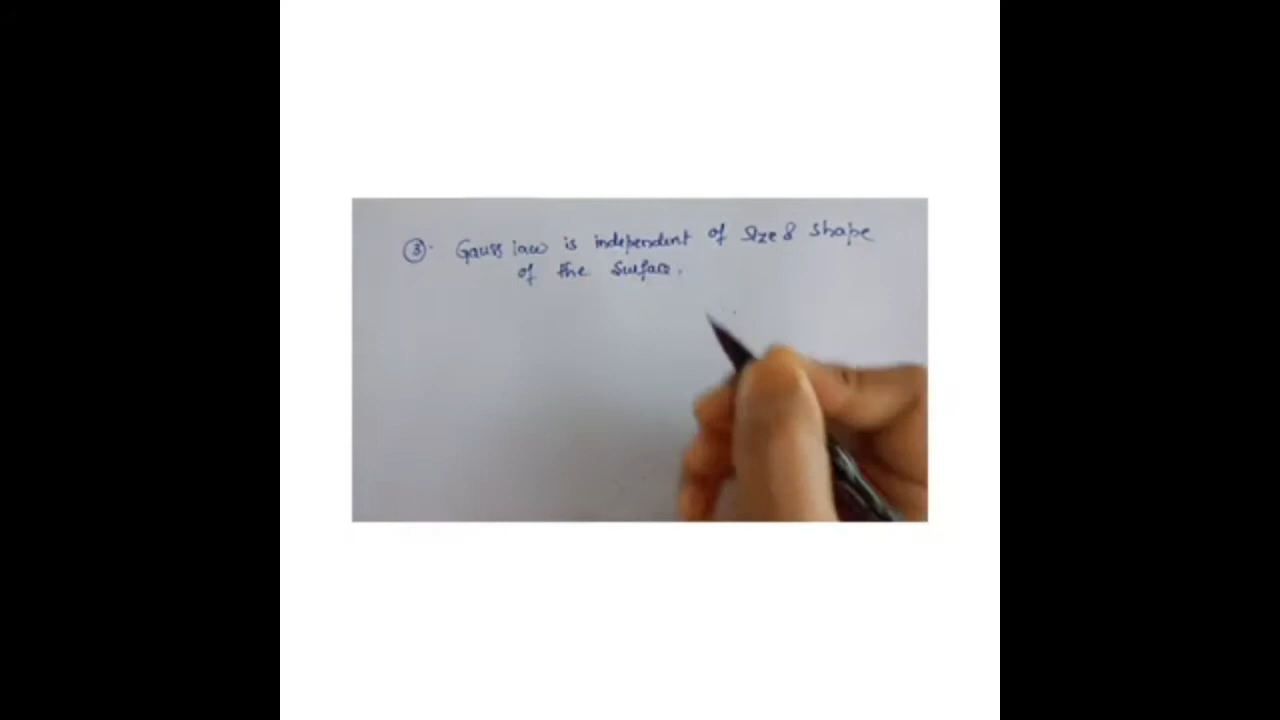 ③. Gauss law is independent of size & shape
of the surface.